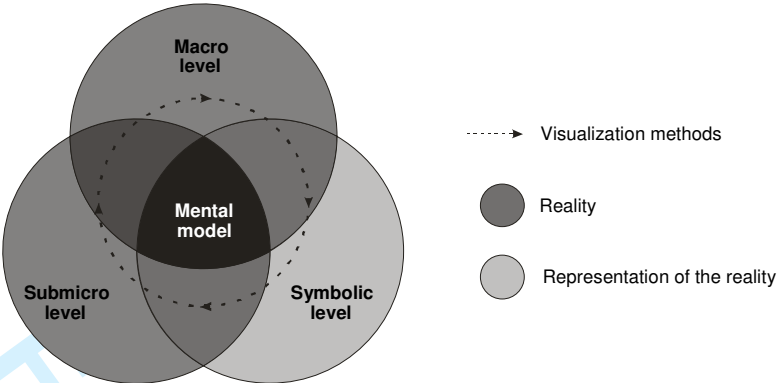 Macro
level
Mental
model
Submicro
level
Symbolic
level
Visualization methods
Reality
Representation of the reality